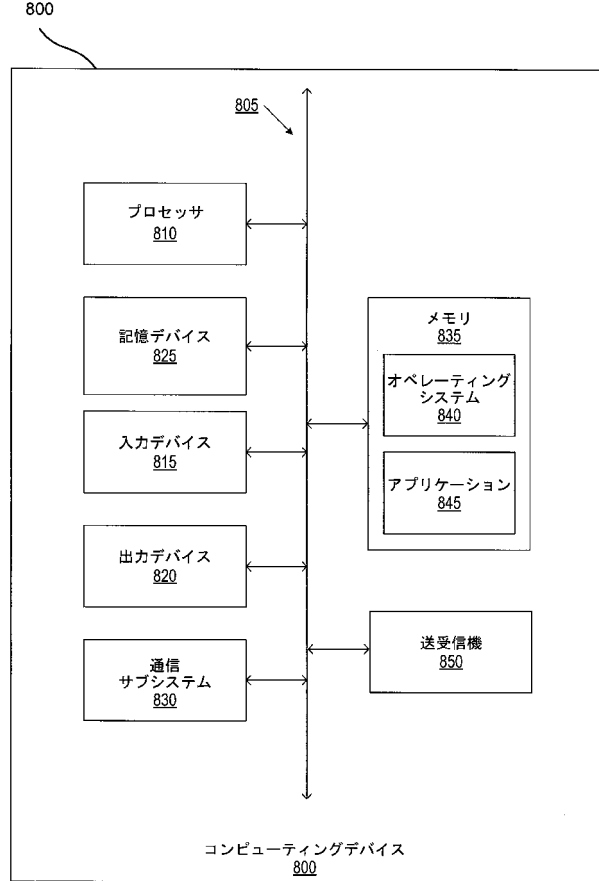 800
805
プロセッサ
810
記憶デバイス
825
入力デバイス
815
出力デバイス
820
通信
サブシステム
830
メモリ
835
オペレーティング
システム
840
アプリケーション
845
送受信機
850
コンピューティングデバイス
800